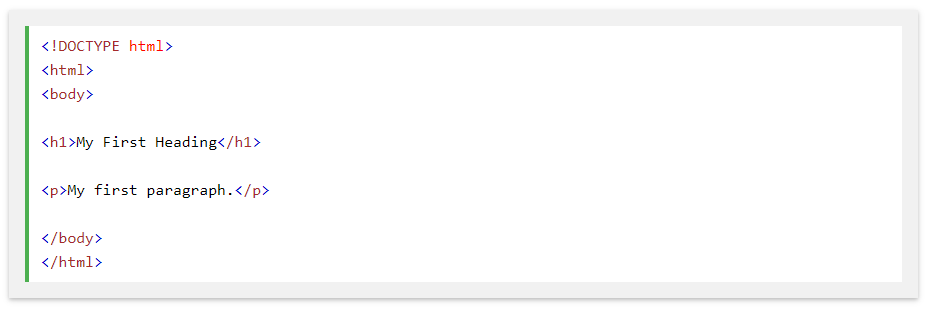 <!DOCTYPE html>
<html>
<body>

<h1>My First Heading</h1>

<p>My first paragraph.</p>

</body>
</html>